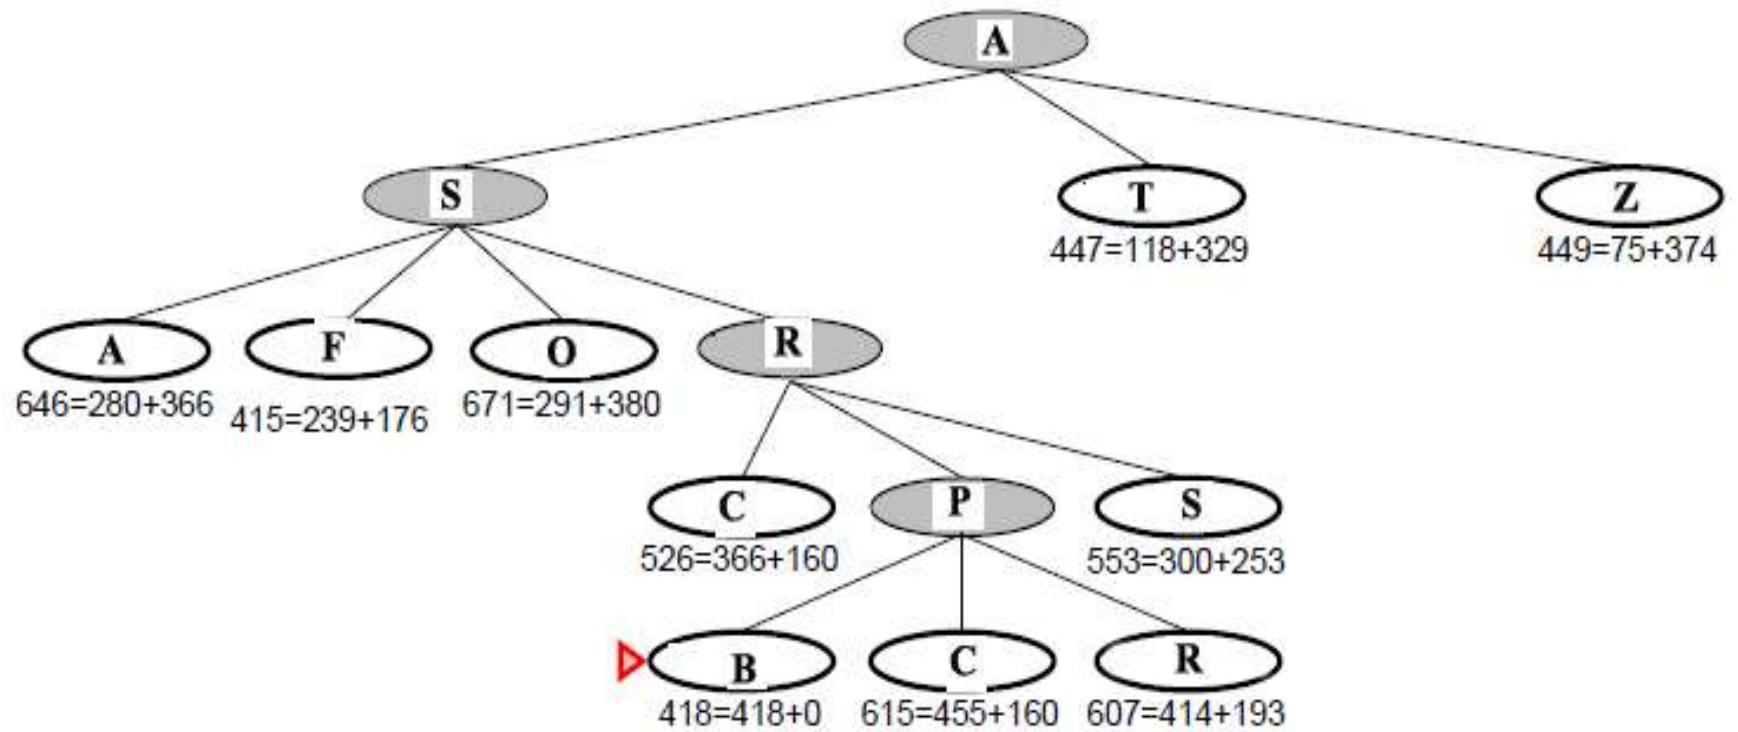 A
S
T
Z
447=118+329
449=75+374
A
F
O
R
646=280+366
415=239+176
671=291+380
C
P
S
526=366+160
553=300+253
B
C
R
418=418+0
615=455+160
607=414+193